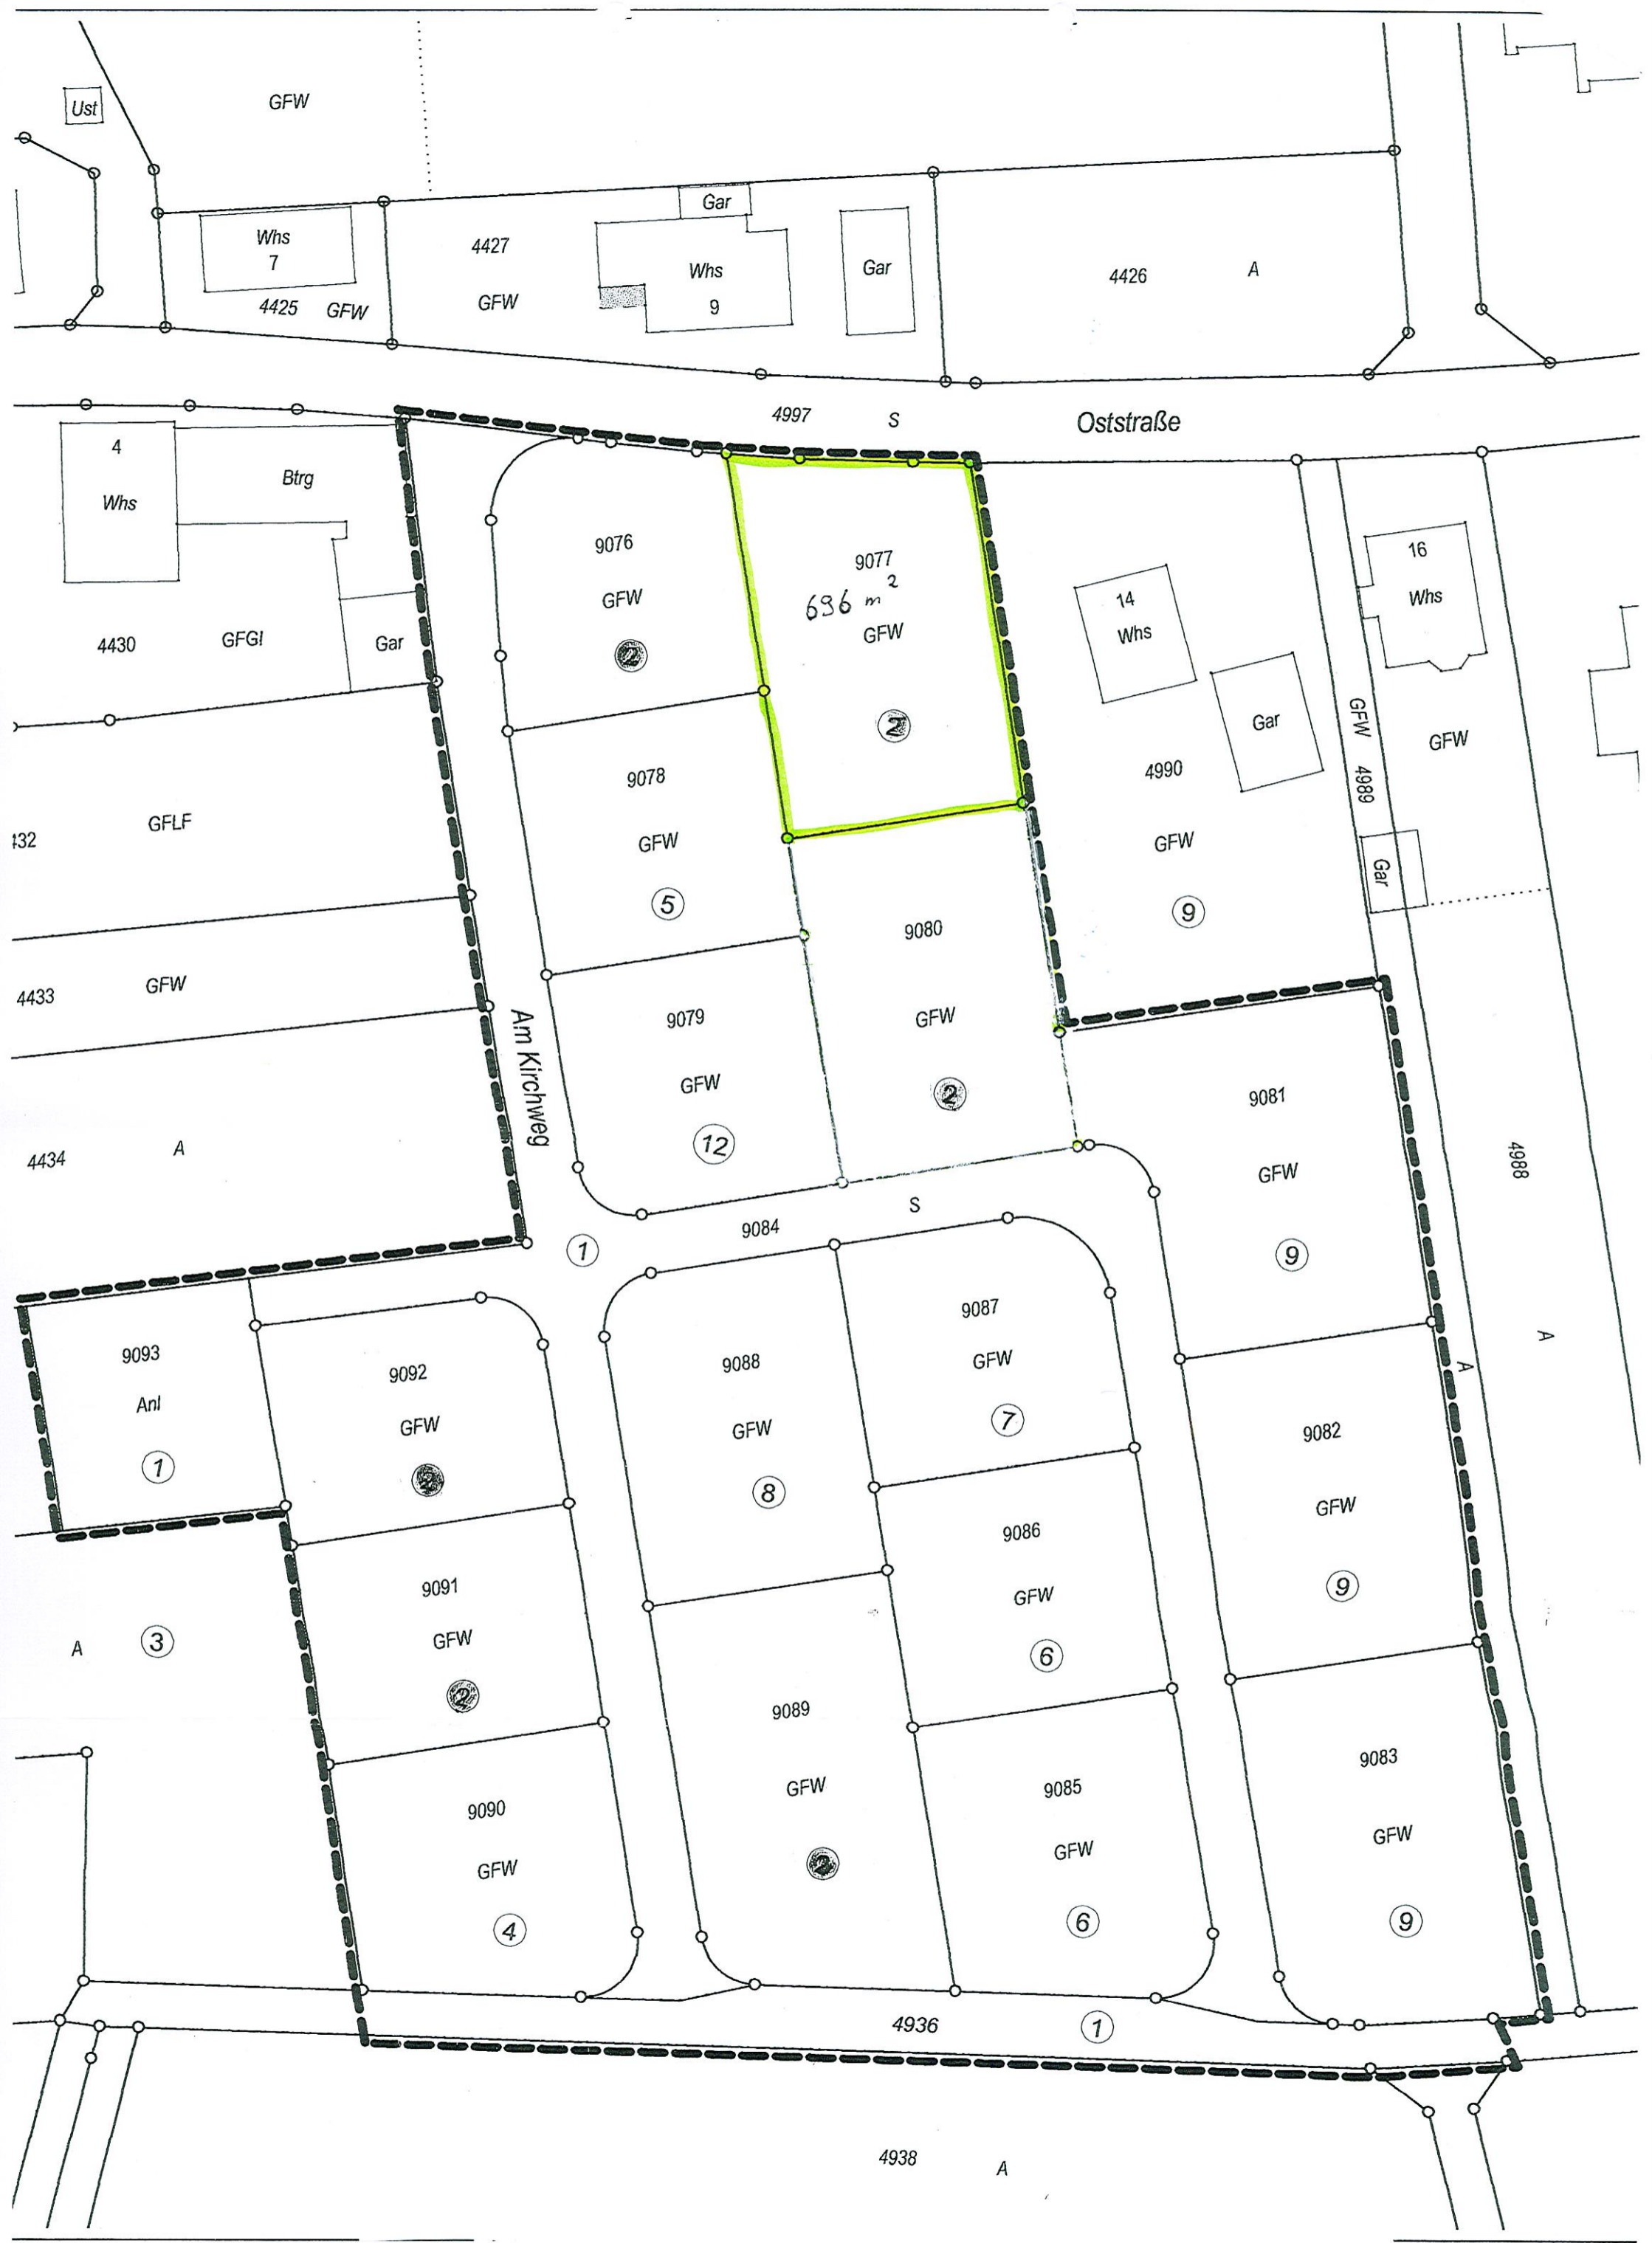 Ust
GFW
Gar
Whs
7
4425 GFW
4427
GFW
Whs
9
Gar
4426
A
4997
S
Oststraße
4
Whs
Btrg
4430
GFGl
Gar
9076
GFW
2
9077
696 m²
GFW
2
14
Whs
Gar
16
Whs
GFW 4989
GFW
4990
GFW
9
Gar
432
GFLF
9078
GFW
5
9080
GFW
2
4433
GFW
Am Kirchweg
9079
GFW
12
4434
A
9081
GFW
9
4988
A
A
1
9084
S
9093
Anl
1
9092
GFW
2
9088
GFW
8
9087
GFW
7
9082
GFW
9
A
3
9091
GFW
2
9086
GFW
6
9089
GFW
2
9083
GFW
9
9090
GFW
4
9085
GFW
6
4936
1
4938
A